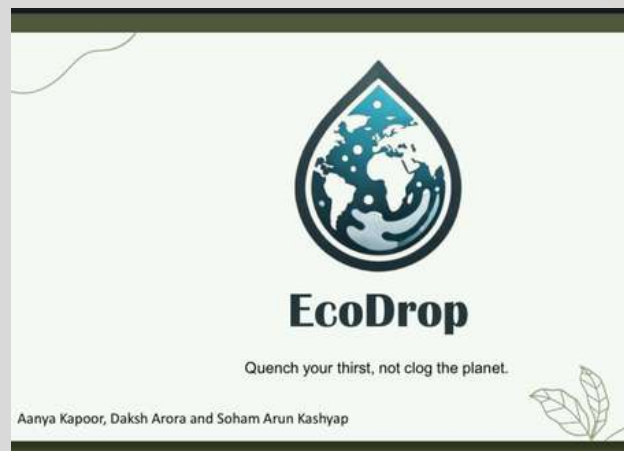 EcoDrop
Quench your thirst, not clog the planet.
Aanya Kapoor, Daksh Arora and Soham Arun Kashyap